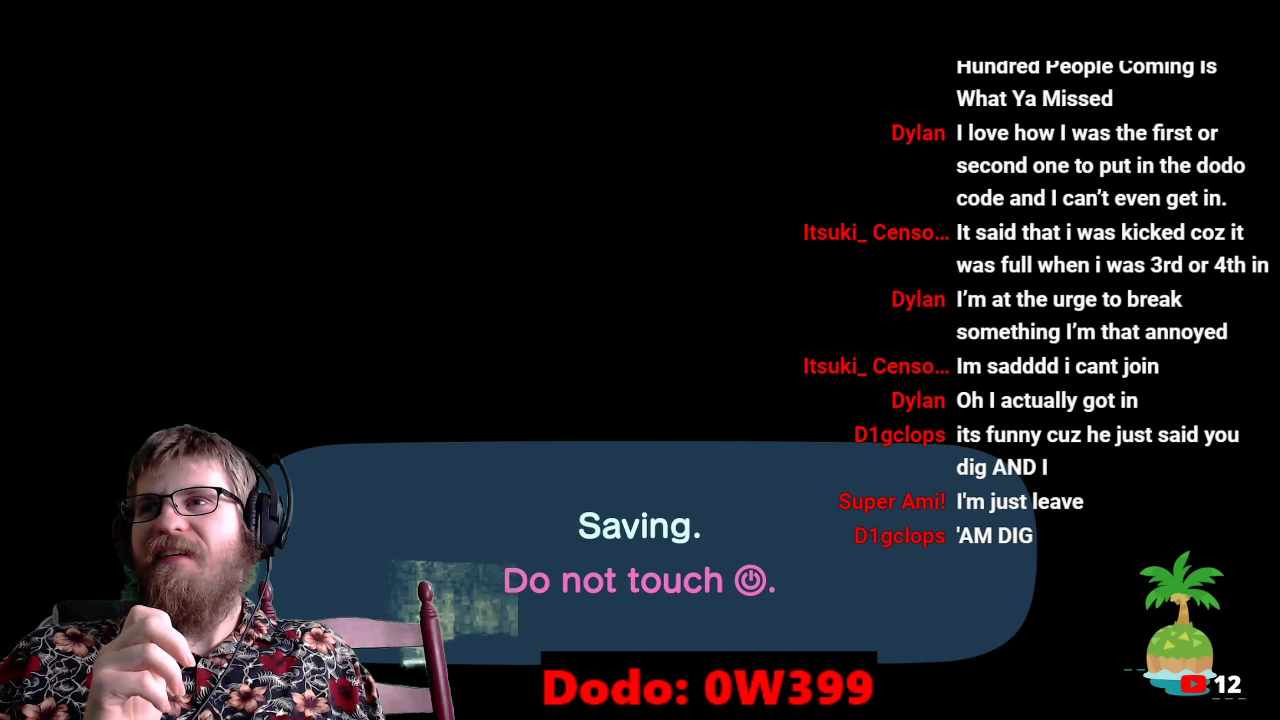 Hundred People Coming Is
What Ya Missed
Dylan I love how I was the first or
second one to put in the dodo
code and I can’t even get in.
Itsuki_ Censo… It said that i was kicked coz it
was full when i was 3rd or 4th in
Dylan I’m at the urge to break
something I’m that annoyed
Itsuki_ Censo… Im sadddd i cant join
Dylan Oh I actually got in
D1gclops its funny cuz he just said you
dig AND I
Super Ami! I'm just leave
D1gclops 'AM DIG
Saving.
Do not touch .
Dodo: 0W399
12